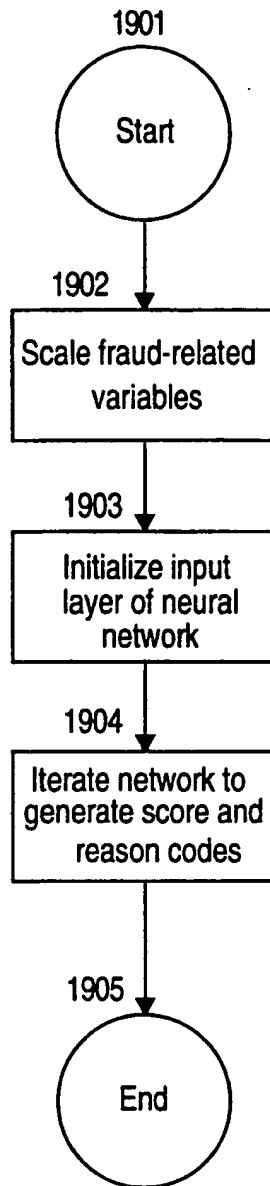 1901
Start
1902
Scale fraud-related
variables
1903
Initialize input
layer of neural
network
1904
Iterate network to
generate score and
reason codes
1905
End